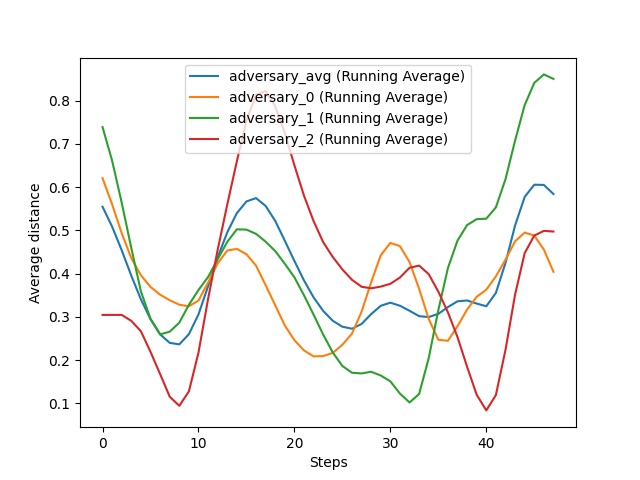 adversary_avg (Running Average)
adversary_0 (Running Average)
adversary_1 (Running Average)
adversary_2 (Running Average)
0.8
0.7
0.6
0.5
0.4
0.3
0.2
0.1
Average distance
0 10 20 30 40
Steps